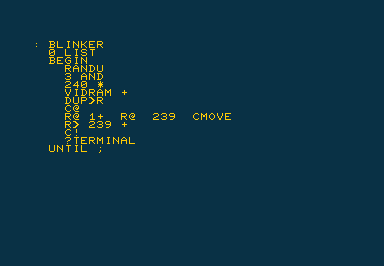 : BLINKER
0 LIST
BEGIN
RANDU
3 AND
240 *
VIDRAM +
DUP>R
C@
R@ 1+ R@ 239 CMOVE
R> 239 +
C!
?TERMINAL
UNTIL ;